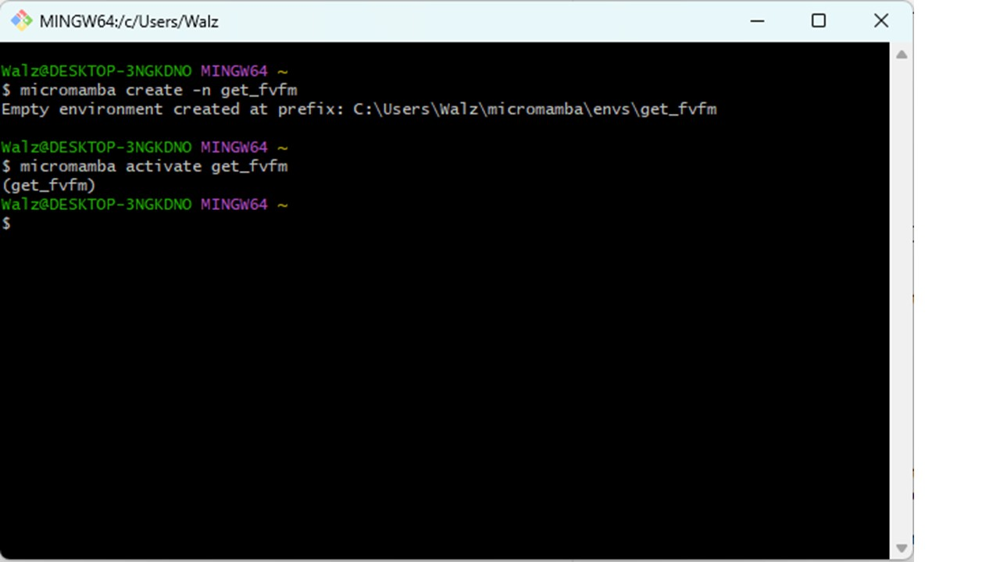 MINGW64:/c/Users/Walz
Walz@DESKTOP-3NGKDNO MINGW64 ~
$ micromamba create -n get_fvfm
Empty environment created at prefix: C:\Users\Walz\micromamba\envs\get_fvfm
Walz@DESKTOP-3NGKDNO MINGW64 ~
$ micromamba activate get_fvfm
(get_fvfm)
Walz@DESKTOP-3NGKDNO MINGW64 ~
$